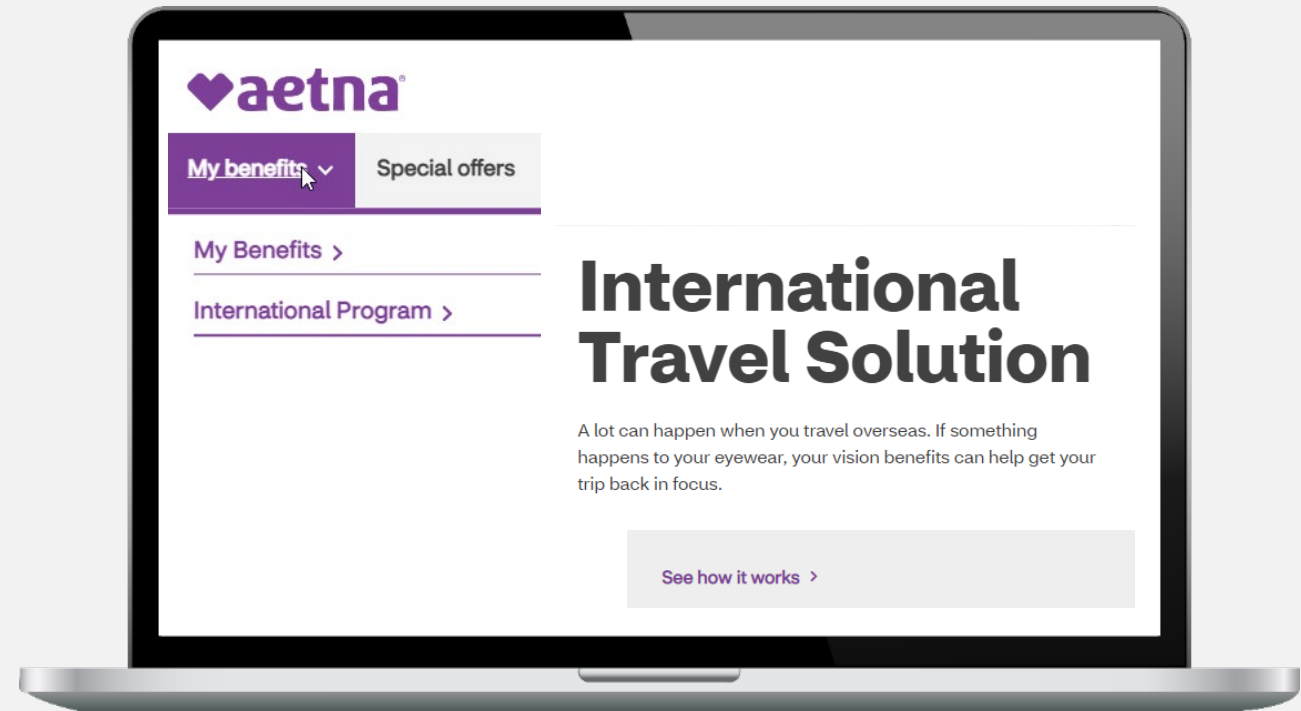 aetna®
My benefits
Special offers
My Benefits >
International Program >
International
Travel Solution
A lot can happen when you travel overseas. If something
happens to your eyewear, your vision benefits can help get your
trip back in focus.
See how it works >